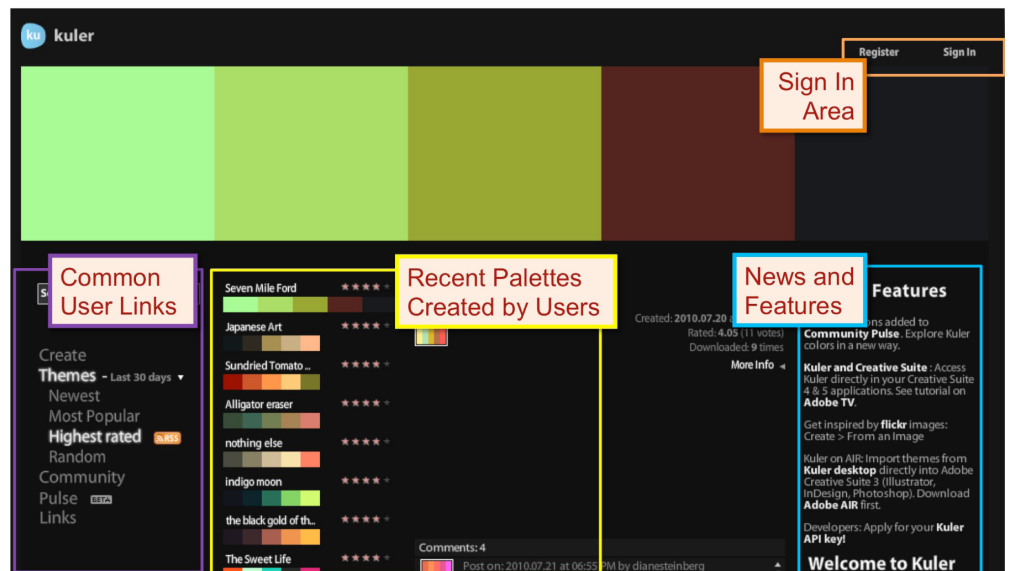 ku kuler
Register Sign In
Sign In
Area
Common
User Links
Recent Palettes
Created by Users
News and
Features
Create
Themes - Last 30 days
Newest
Most Popular
Highest rated RSS
Random
Community
Pulse BETA
Links
Seven Mile Ford
Japanese Art
Sundried Tomato ...
Alligator eraser
nothing else
indigo moon
the black gold of th...
The Sweet Life
Created: 2010.07.20
Rated: 4.05 (11 votes)
Downloaded: 9 times
More Info
Comments: 4
Post on: 2010.07.21 at 06:55 PM by dianesteinberg
Features
added to
Community Pulse. Explore Kuler
colors in a new way.
Kuler and Creative Suite : Access
Kuler directly in your Creative Suite
4 & 5 applications. See tutorial on
Adobe TV.
Get inspired by flickr images:
Create > From an Image
Kuler on AIR: Import themes from
Kuler desktop directly into Adobe
Creative Suite 3 (Illustrator,
InDesign, Photoshop). Download
Adobe AIR first.
Developers: Apply for your Kuler
API key!
Welcome to Kuler